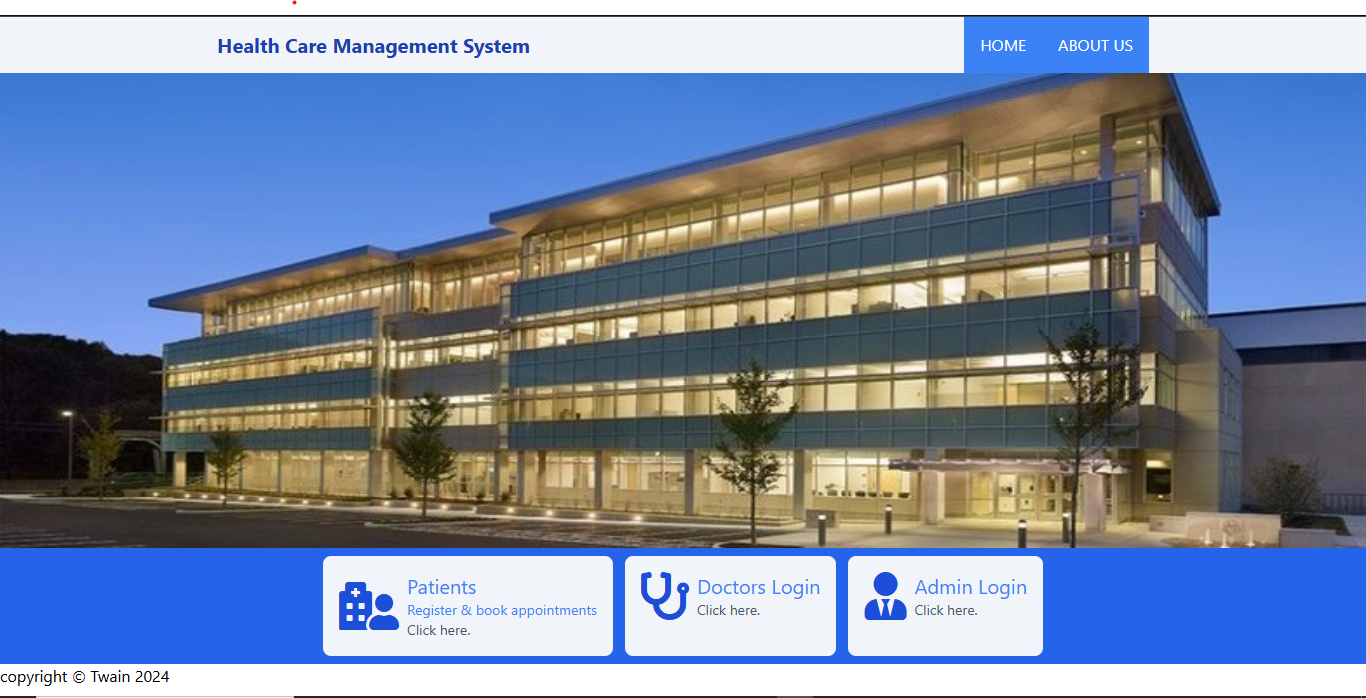 Health Care Management System
HOME ABOUT US
Patients
Register & book appointments
Click here.
Doctors Login
Click here.
Admin Login
Click here.
copyright © Twain 2024